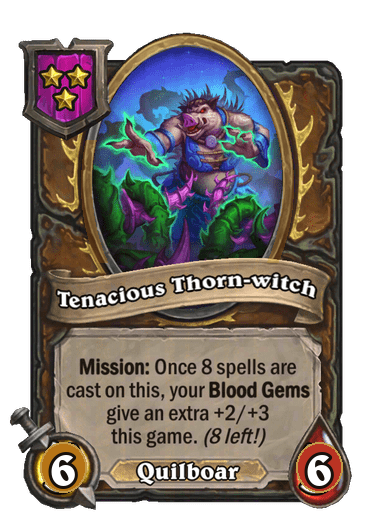 Tenacious Thorn-witch
Mission: Once 8 spells are
cast on this, your Blood Gems
give an extra +2/+3
this game. (8 left!)
6
Quilboar
6